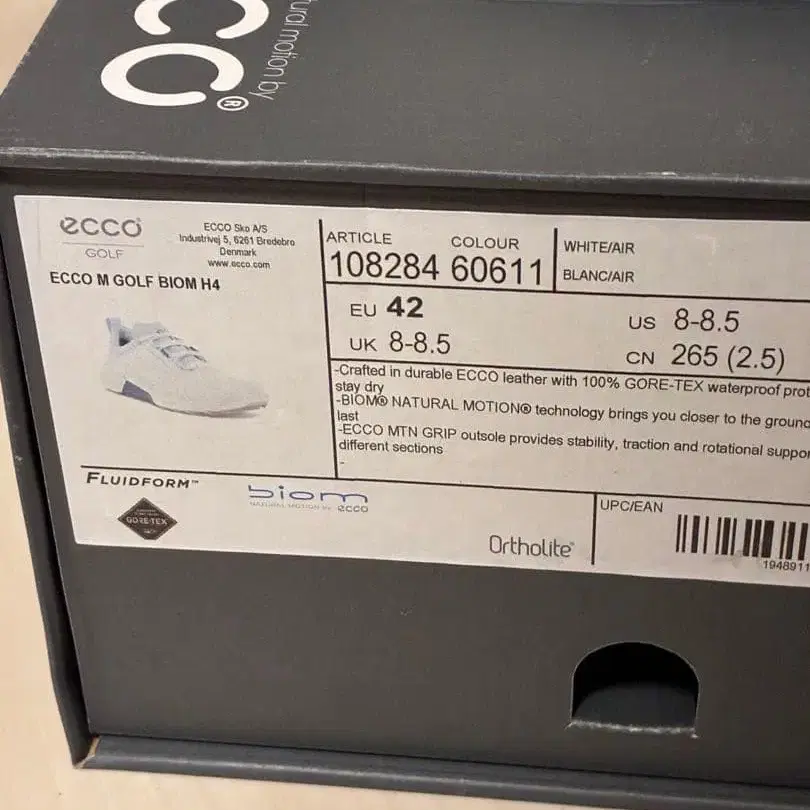 CO®
tural motion by
ecco®
GOLF
ECCO Sko A/S
Industrivej 5, 6261 Bredebro
Denmark
www.ecco.com
ECCO M GOLF BIOM H4
ARTICLE COLOUR
108284 60611
WHITE/AIR
BLANC/AIR
EU 42
UK 8-8.5
US 8-8.5
CN 265 (2.5)
-Crafted in durable ECCO leather with 100% GORE-TEX waterproof prot
stay dry
-BIOM® NATURAL MOTION® technology brings you closer to the ground
last
-ECCO MTN GRIP outsole provides stability, traction and rotational suppor
different sections
-
FLUIDFORM™
GORE-TEX
biom
NATURAL MOTION BY ecco
Ortholite®
UPC/EAN
1948911